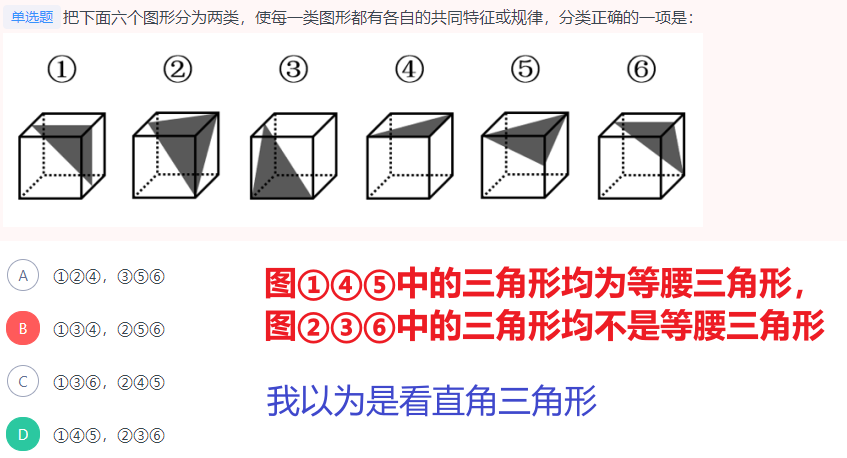 单选题 把下面六个图形分为两类，使每一类图形都有各自的共同特征或规律，分类正确的一项是：
① ② ③ ④ ⑤ ⑥
A ①②④，③⑤⑥
图①④⑤中的三角形均为等腰三角形，
B ①③④，②⑤⑥
图②③⑥中的三角形均不是等腰三角形
C ①③⑥，②④⑤
我以为是看直角三角形
D ①④⑤，②③⑥